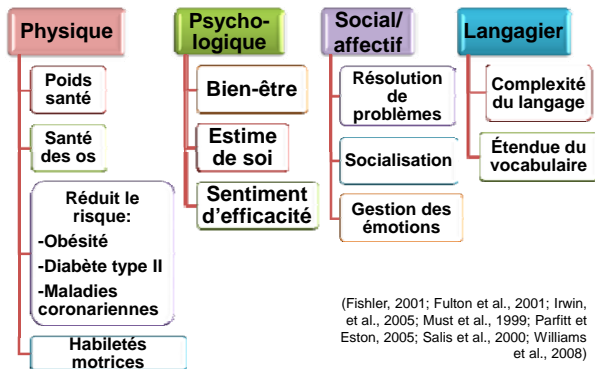 Physique
Poids
santé
Santé
des os
Réduit le
risque:
-Obésité
-Diabète type II
-Maladies
coronariennes
Habiletés
motrices
Psycho-
logique
Bien-être
Estime
de soi
Sentiment
d'efficacité
Social/
affectif
Résolution
de
problèmes
Socialisation
Gestion des
émotions
Langagier
Complexité
du langage
Étendue du
vocabulaire
(Fishler, 2001; Fulton et al., 2001; Irwin,
et al., 2005; Must et al., 1999; Parfitt et
Eston, 2005; Salis et al., 2000; Williams
et al., 2008)